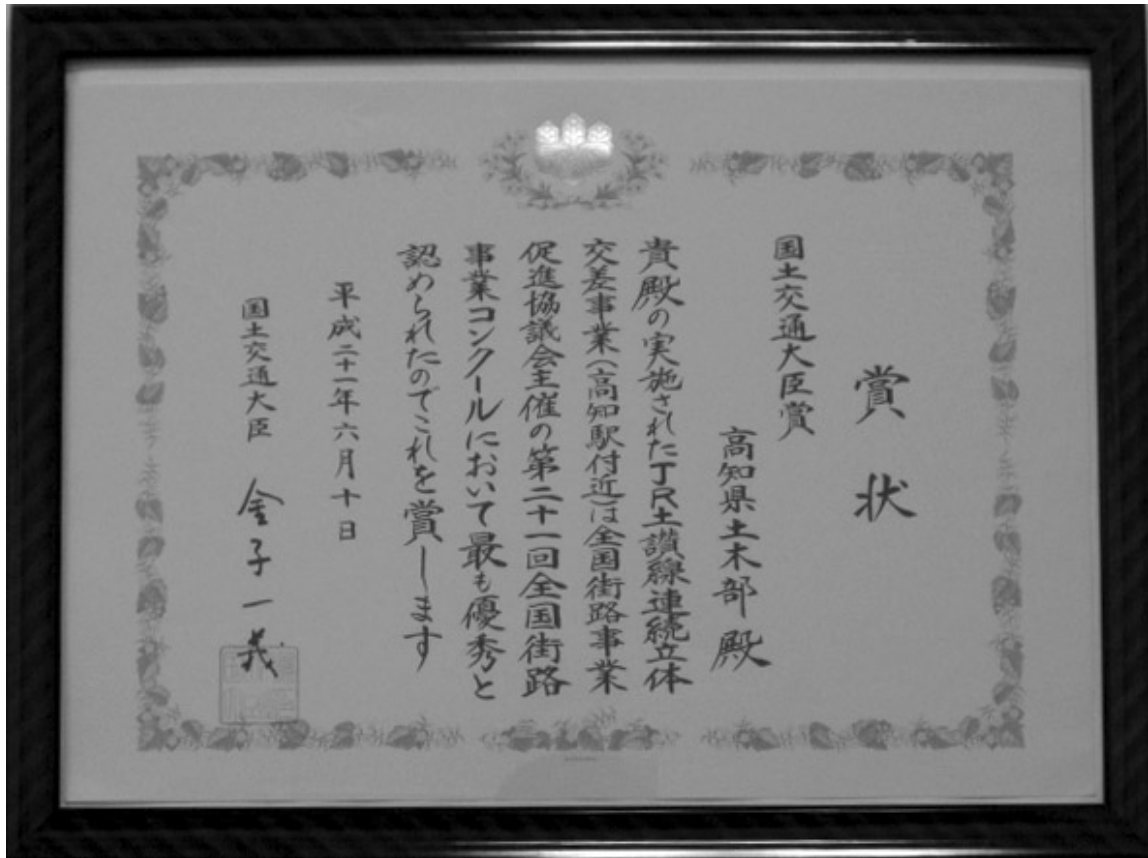 賞状
国土交通大臣賞
高知県土木部殿
貴殿の実施されたJR土讃線連続立体
交差事業(高知駅付近)は全国街路事業
促進協議会主催の第二十一回全国街路
事業コンクールにおいて最も優秀と
認められたのでこれを賞します
平成二十一年六月十日
国土交通大臣 金子一義